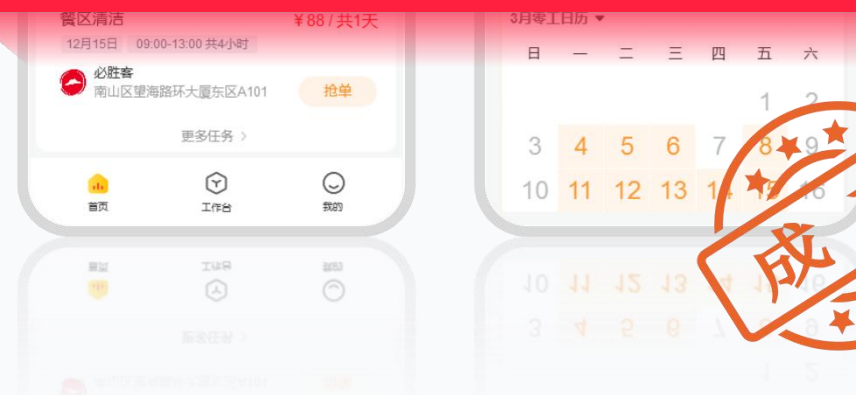 餐区清洁 ￥88/共1天
12月15日 09:00-13:00 共4小时
必胜客
南山区望海路环大厦东区A101 抢单
更多任务 >
首页 工作台 我的
3月零工日历
日 一 二 三 四 五 六
1 2
3 4 5 6 7 8 9
10 11 12 13 14 15 16
成